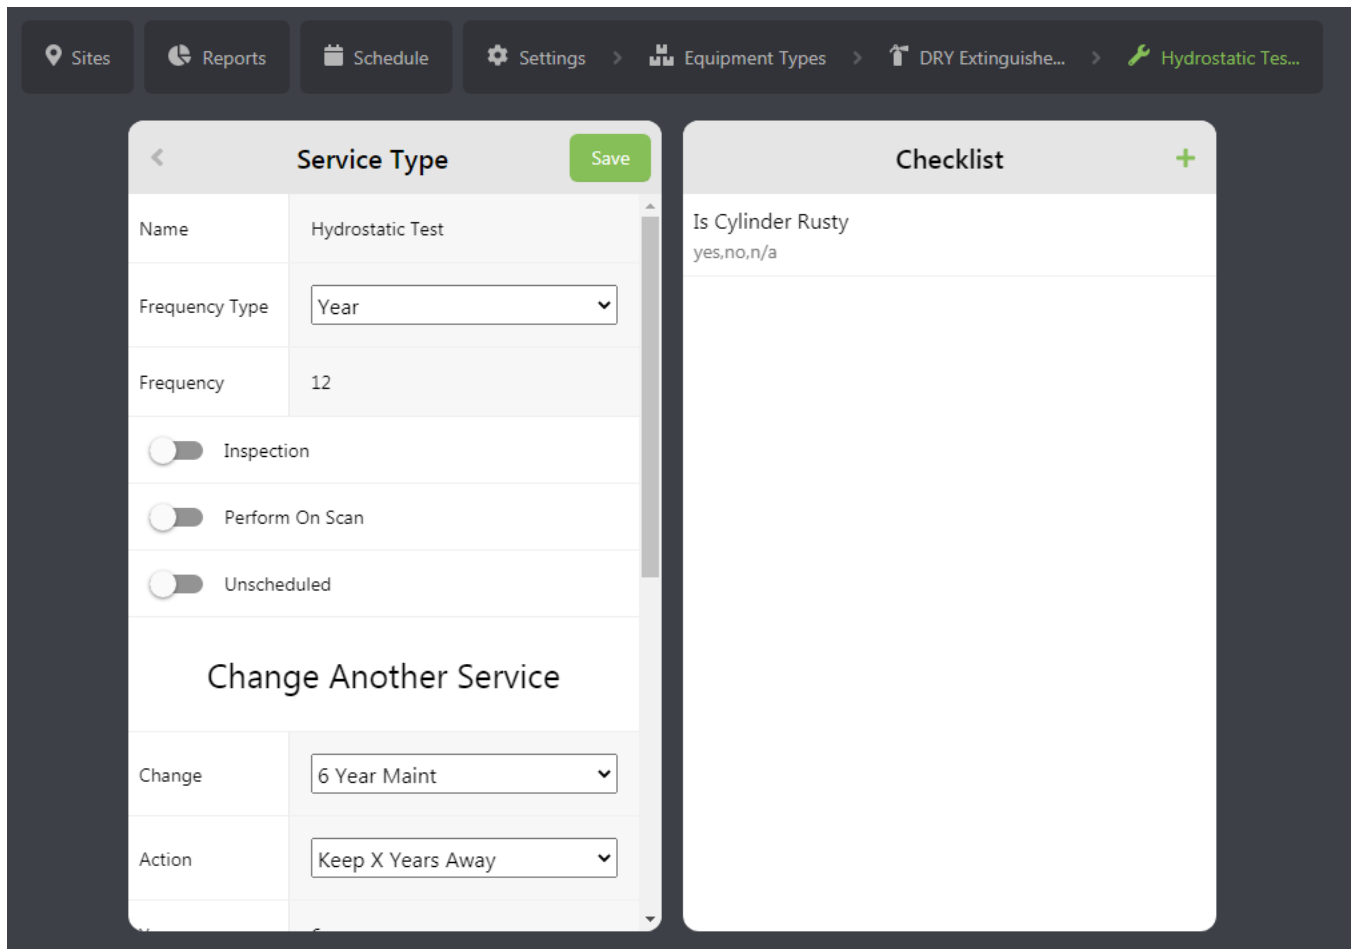 Sites
Reports
Schedule
Settings
Equipment Types
DRY Extinguishe...
Hydrostatic Tes...
Service Type
Save
Name
Hydrostatic Test
Frequency Type
Year
Frequency
12
Inspection
Perform On Scan
Unscheduled
Change Another Service
Change
6 Year Maint
Action
Keep X Years Away
Checklist
Is Cylinder Rusty
yes,no,n/a